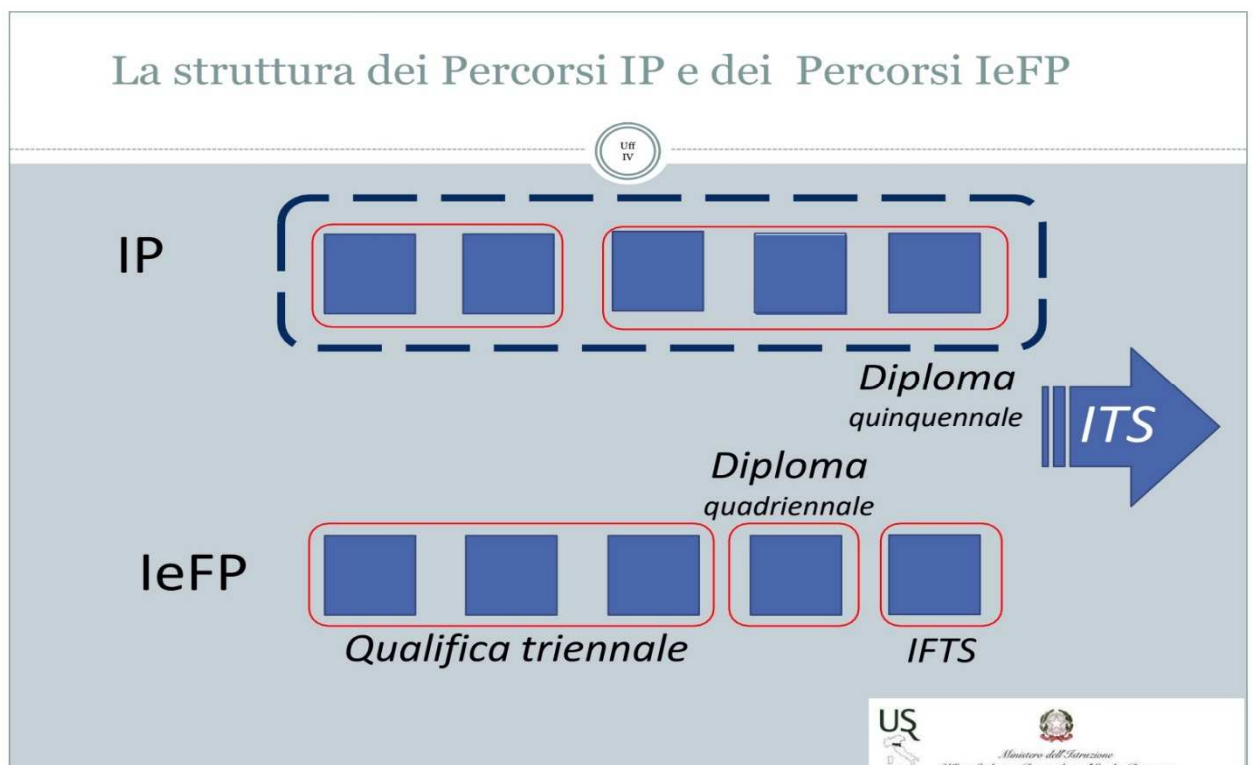 La struttura dei Percorsi IP e dei Percorsi IeFP
Uff
IV
IP
Diploma
quinquennale
ITS
Diploma
quadriennale
IeFP
Qualifica triennale
IFTS
US
Ministero dell'Istruzione